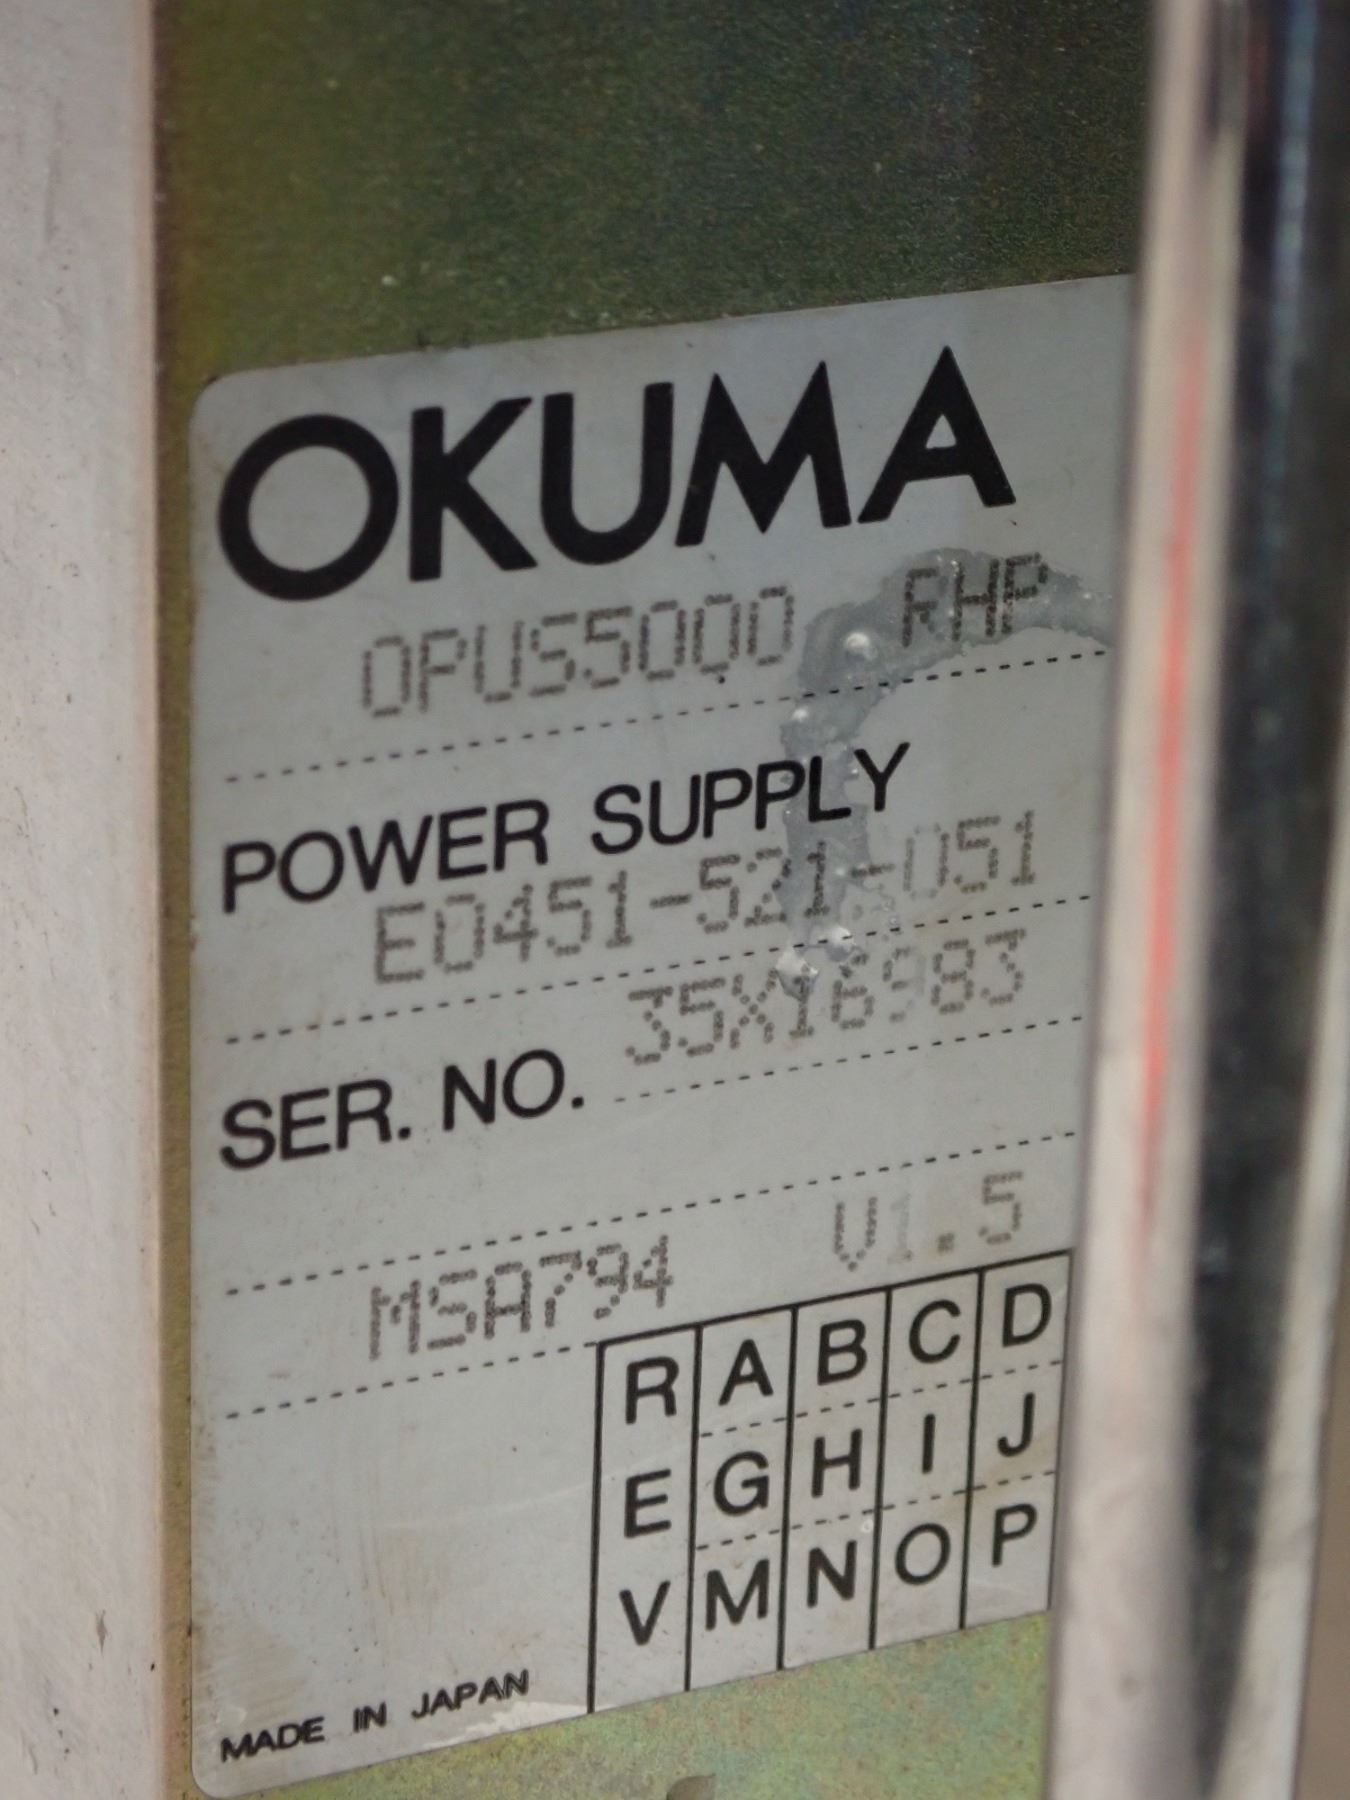 OKUMA
OPUS5000 RHP
POWER SUPPLY
E0451-521-051
SER. NO. 35X16983
MSA794 V1.5
R A B C D
E G H I J
V M N O P
MADE IN JAPAN